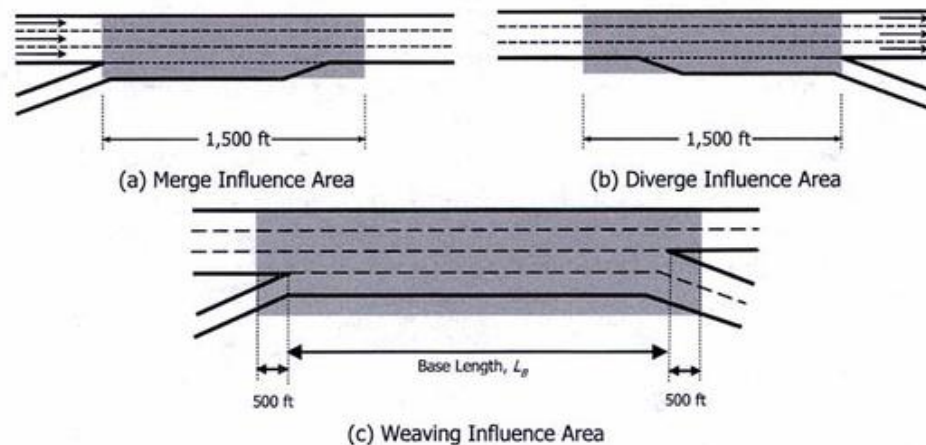 1,500 ft
1,500 ft
(a) Merge Influence Area
(b) Diverge Influence Area
Base Length, L_B
500 ft
500 ft
(c) Weaving Influence Area